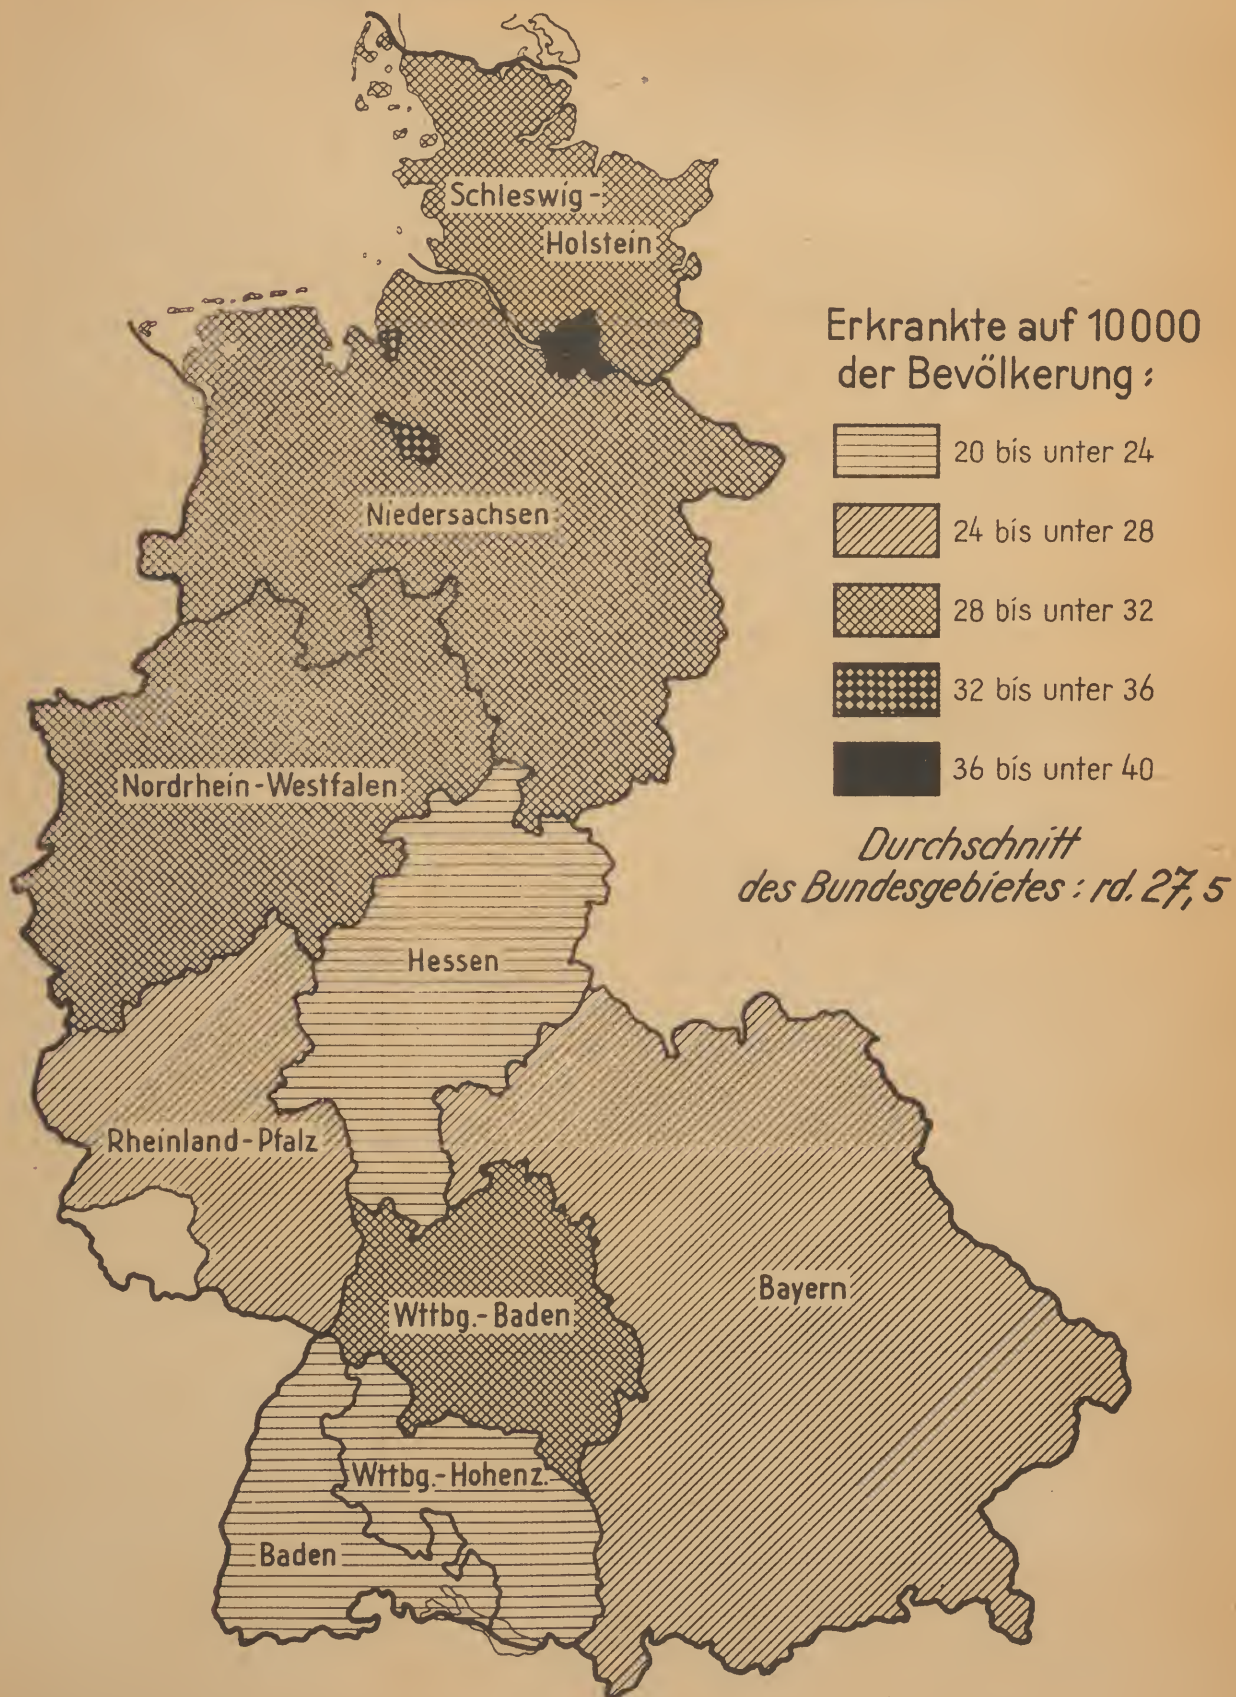 Schleswig-
Holstein
Niedersachsen
Nordrhein-Westfalen
Hessen
Rheinland-Pfalz
Bayern
Wttbg.-Baden
Wttbg.-Hohenz.
Baden
Erkrankte auf 10000
der Bevölkerung:
20 bis unter 24
24 bis unter 28
28 bis unter 32
32 bis unter 36
36 bis unter 40
Durchschnitt
des Bundesgebietes: rd. 27,5